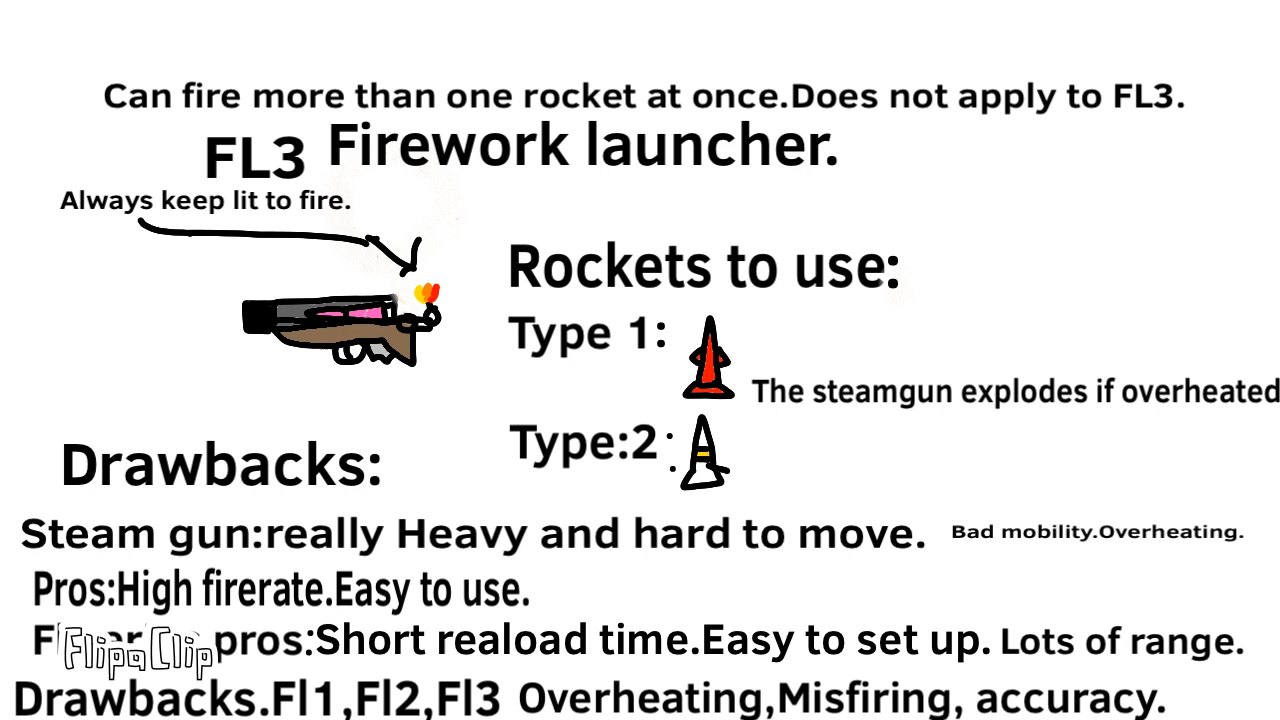 Can fire more than one rocket at once.Does not apply to FL3.
FL3 Firework launcher.
Always keep lit to fire.
Rockets to use:
Type 1:
The steamgun explodes if overheated
Type:2 :
Drawbacks:
Steam gun:really Heavy and hard to move. Bad mobility.Overheating.
Pros:High firerate.Easy to use.
pros:Short reaload time.Easy to set up. Lots of range.
FlipaClip
Drawbacks.Fl1,Fl2,Fl3 Overheating,Misfiring, accuracy.